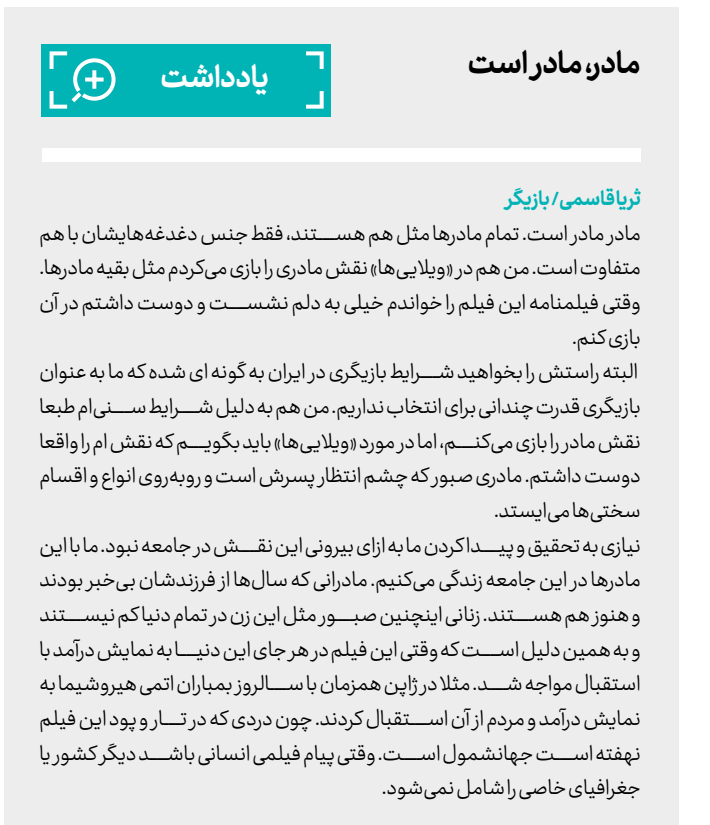 مادر، مادر است
یادداشت
ثریا قاسمی/ بازیگر
مادر مادر است. تمام مادرها مثل هم هستند، فقط جنس دغدغه‌هایشان با هم
متفاوت است. من هم در «ویلایی‌ها» نقش مادری را بازی می‌کردم مثل بقیه مادرها.
وقتی فیلمنامه این فیلم را خواندم خیلی به دلم نشست و دوست داشتم در آن
بازی کنم.
البته راستش را بخواهید شرایط بازیگری در ایران به گونه ای شده که ما به عنوان
بازیگری قدرت چندانی برای انتخاب نداریم. من هم به دلیل شرایط سنی‌ام طبعا
نقش مادر را بازی می‌کنم، اما در مورد «ویلایی‌ها» باید بگویم که نقش ام را واقعا
دوست داشتم. مادری صبور که چشم انتظار پسرش است و روبه‌روی انواع و اقسام
سختی‌ها می‌ایستد.
نیازی به تحقیق و پیدا کردن ما به ازای بیرونی این نقش در جامعه نبود. ما با این
مادرها در این جامعه زندگی می‌کنیم. مادرانی که سال‌ها از فرزندشان بی‌خبر بودند
و هنوز هم هستند. زنانی اینچنین صبور مثل این زن در تمام دنیا کم نیستند
و به همین دلیل است که وقتی این فیلم در هر جای این دنیا به نمایش درآمد با
استقبال مواجه شد. مثلا در ژاپن همزمان با سالروز بمباران اتمی هیروشیما به
نمایش درآمد و مردم از آن استقبال کردند. چون دردی که در تار و پود این فیلم
نهفته است جهانشمول است. وقتی پیام فیلمی انسانی باشد دیگر کشور یا
جغرافیای خاصی را شامل نمی‌شود.